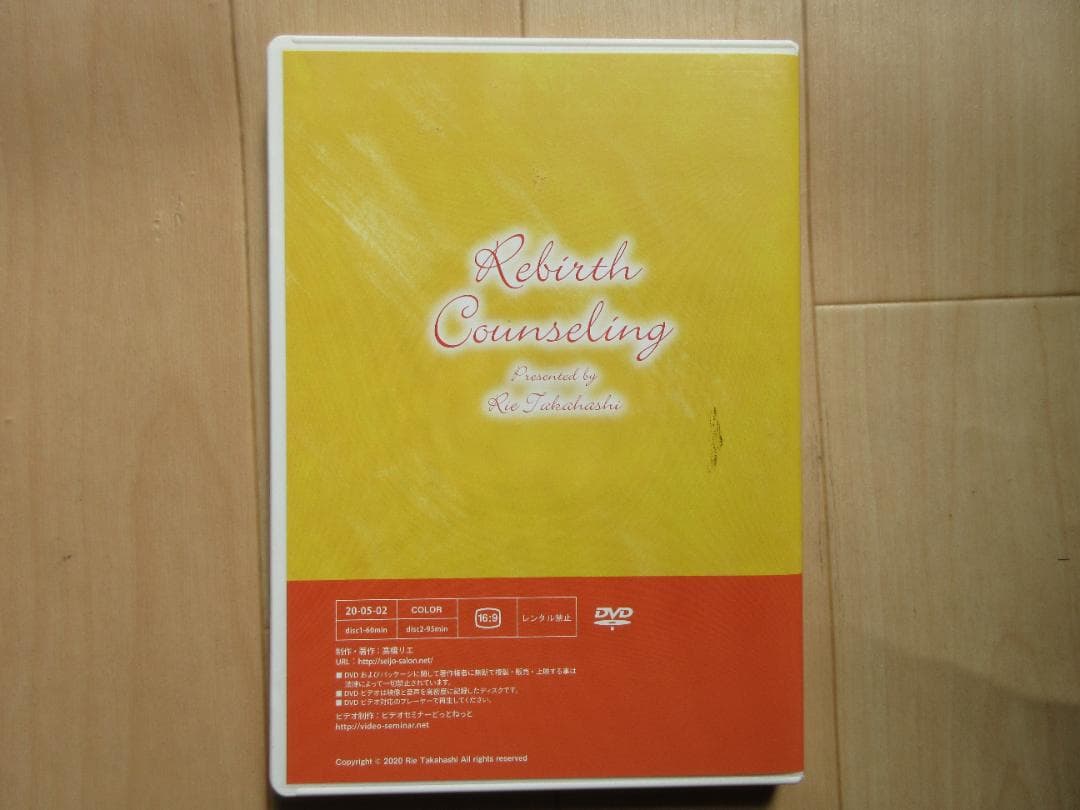 Rebirth
Counseling
Presented by
Rie Takahashi
20-05-02 COLOR 16:9 レンタル禁止 DVD
disc1-60min disc2-95min
制作・著作：高橋リエ
URL：http://seijo-salon.net/
■ DVD およびパッケージに関して著作権者に無断で複製・販売・上映する事は
法律によって一切禁止されています。
■ DVD ビデオは映像と音声を高密度に記録したディスクです。
■ DVD ビデオ対応のプレーヤーで再生してください。
ビデオ制作：ビデオセミナーどっとねっと
http://video-seminar.net
Copyright © 2020 Rie Takahashi All rights reserved